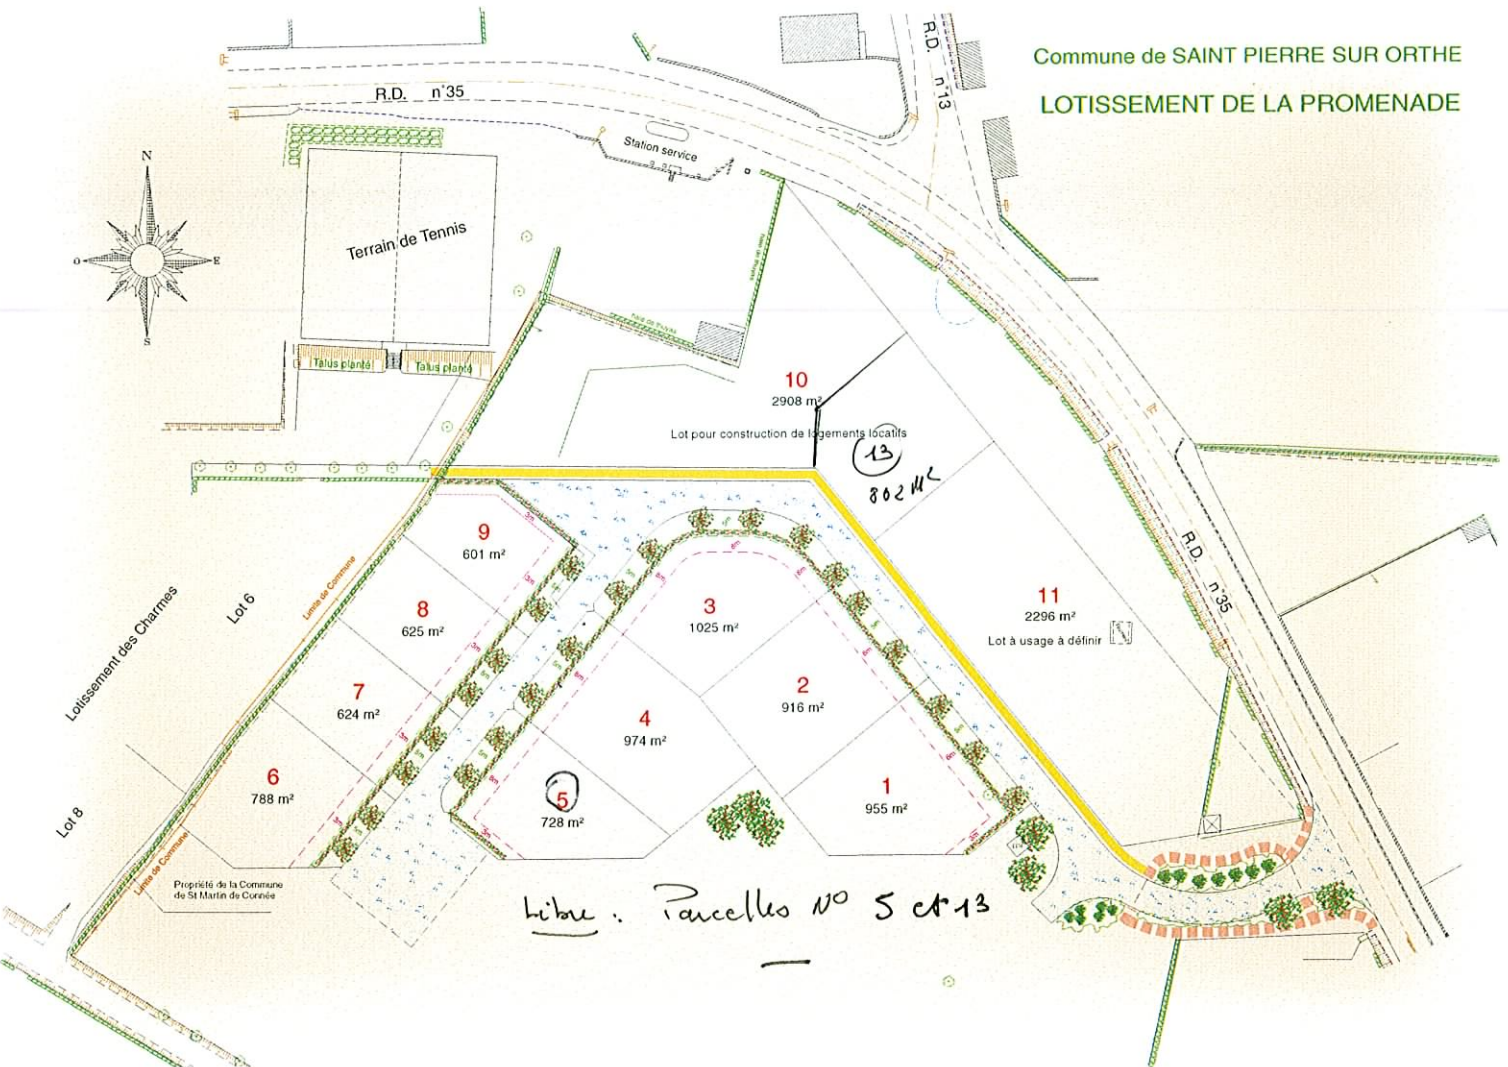 Commune de SAINT PIERRE SUR ORTHE
LOTISSEMENT DE LA PROMENADE
R.D. n°35
R.D. n°13
Station service
N
O
E
S
Terrain de Tennis
Talus planté
Talus planté
10
2908 m²
Lot pour construction de logements locatifs
13
802 M²
9
601 m²
8
625 m²
7
624 m²
6
788 m²
3
1025 m²
2
916 m²
4
974 m²
5
728 m²
1
955 m²
11
2296 m²
Lot à usage à définir
R.D. n°35
Limite de Commune
Lot 6
Lotissement des Charmes
Lot 8
Limite de Commune
Propriété de la Commune
de St Martin de Connée
Libre : Parcelles N° 5 et 13